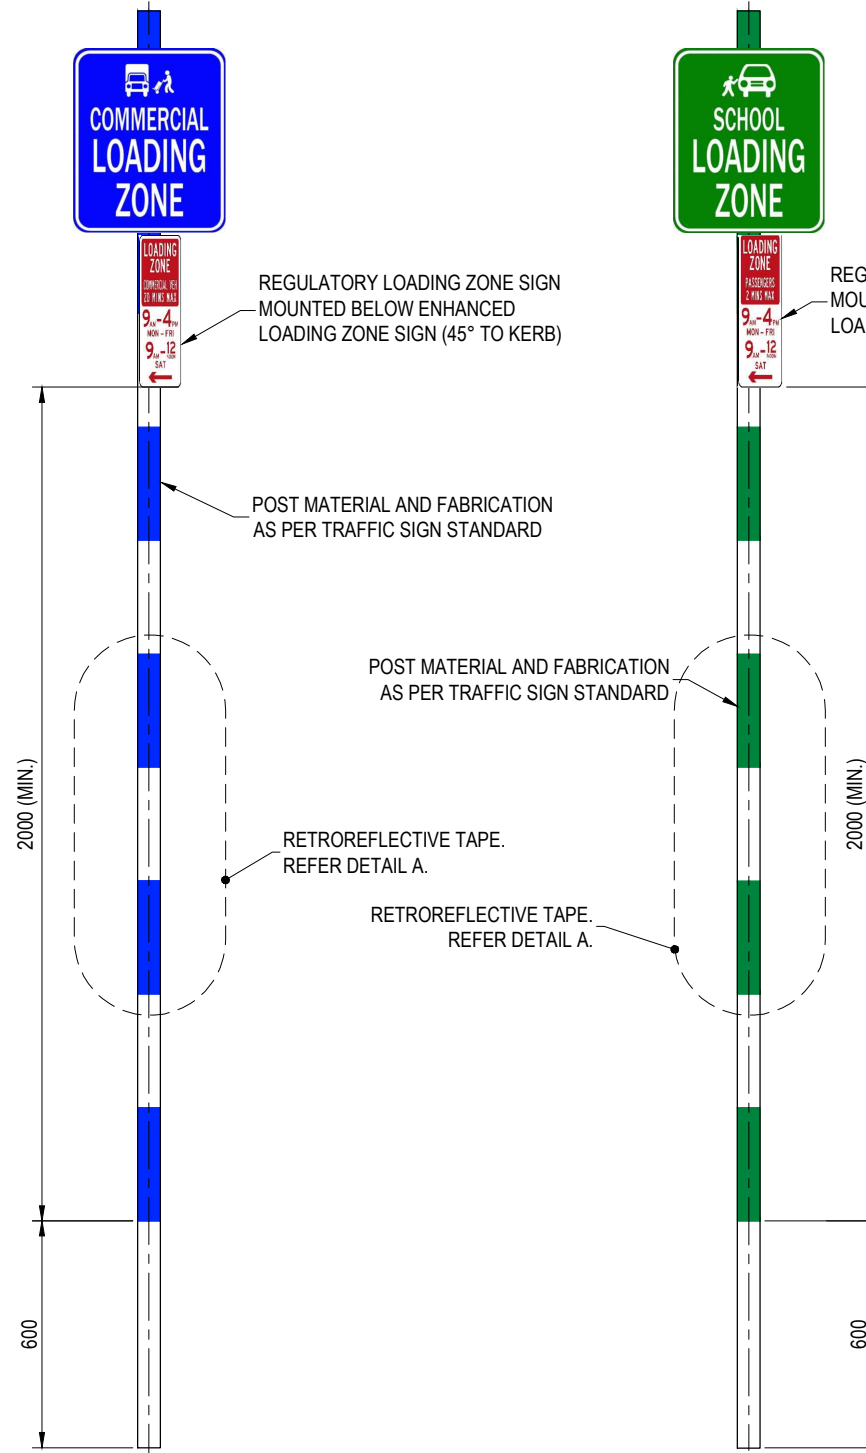 COMMERCIAL
LOADING
ZONE
LOADING
ZONE
COMMERCIAL VEH
20 MINS MAX
9AM-4PM
MON-FRI
9AM-12NOON
SAT
REGULATORY LOADING ZONE SIGN
MOUNTED BELOW ENHANCED
LOADING ZONE SIGN (45° TO KERB)
POST MATERIAL AND FABRICATION
AS PER TRAFFIC SIGN STANDARD
RETROREFLECTIVE TAPE.
REFER DETAIL A.
2000 (MIN.)
600
SCHOOL
LOADING
ZONE
LOADING
ZONE
PASSENGERS
2 MINS MAX
9AM-4PM
MON-FRI
9AM-12NOON
SAT
REG
MOU
LOA
POST MATERIAL AND FABRICATION
AS PER TRAFFIC SIGN STANDARD
RETROREFLECTIVE TAPE.
REFER DETAIL A.
2000 (MIN.)
600